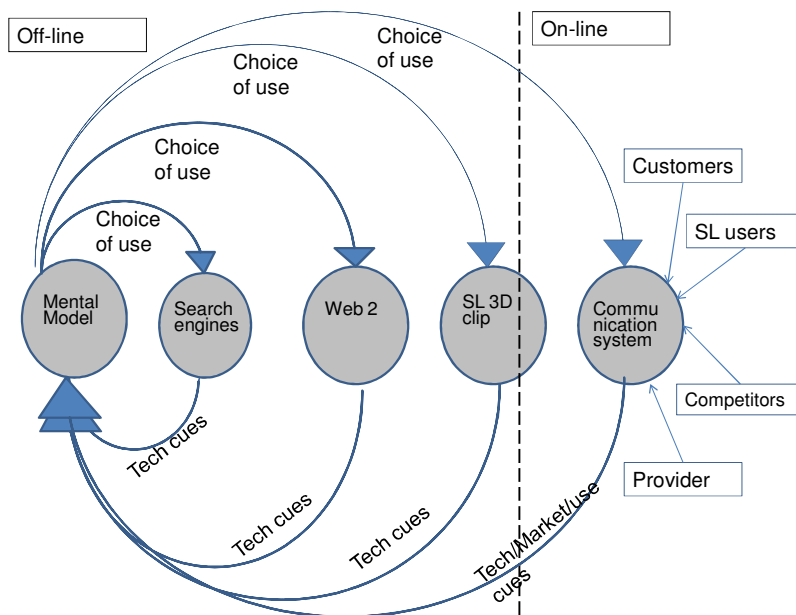 Off-line
On-line
Choice
of use
Choice
of use
Choice
of use
Choice
of use
Customers
SL users
Competitors
Provider
Mental
Model
Search
engines
Web 2
SL 3D
clip
Commu
nication
system
Tech cues
Tech cues
Tech cues
Tech/Market/use
cues